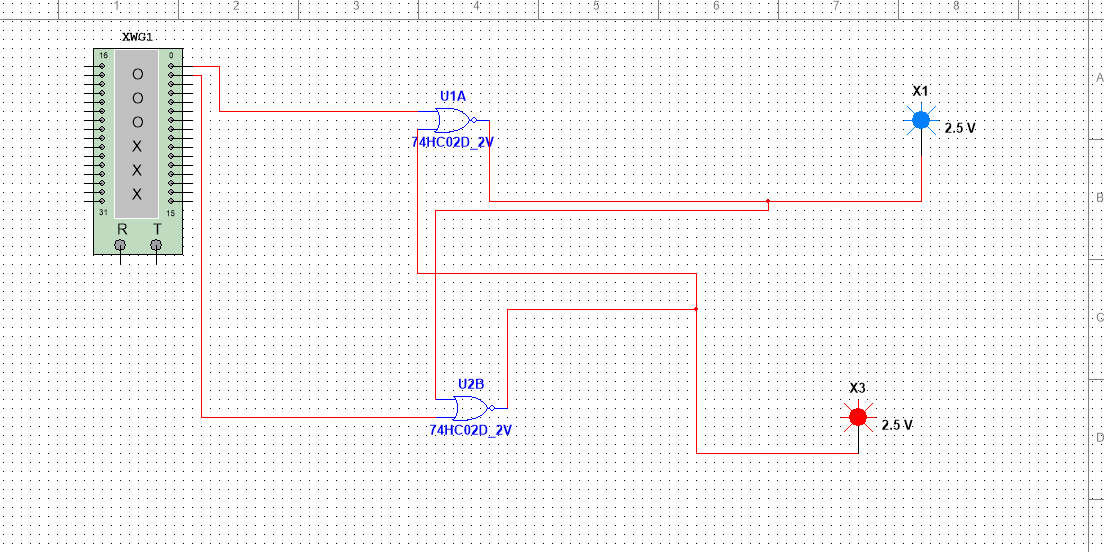 1 2 3 4 5 6 7 8
XWG1
16 0
O
O
O
X
X
X
31 15
R T
U1A
74HC02D_2V
X1
2.5 V
U2B
74HC02D_2V
X3
2.5 V
A
B
C
D